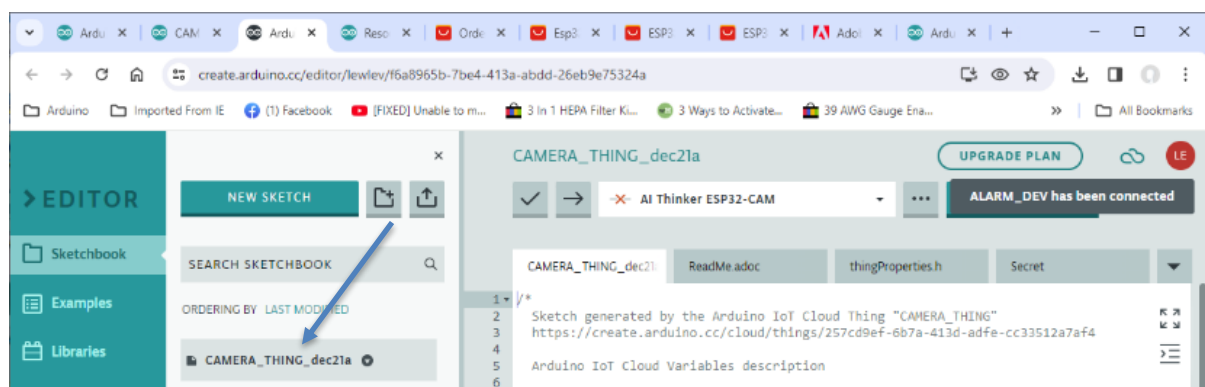 Ardu
CAM
Ardu
Reso
Orde
Esp3
ESP3
ESP3
Adol
Ardu
create.arduino.cc/editor/lewlev/f6a8965b-7be4-413a-abdd-26eb9e75324a
Arduino
Imported From IE
(1) Facebook
[FIXED] Unable to m...
3 In 1 HEPA Filter Ki...
3 Ways to Activate...
39 AWG Gauge Ena...
»
All Bookmarks
>EDITOR
Sketchbook
Examples
Libraries
NEW SKETCH
SEARCH SKETCHBOOK
ORDERING BY LAST MODIFIED
CAMERA_THING_dec21a
CAMERA_THING_dec21a
UPGRADE PLAN
LE
AI Thinker ESP32-CAM
ALARM_DEV has been connected
CAMERA_THING_dec21
ReadMe.adoc
thingProperties.h
Secret
1 /*
2 Sketch generated by the Arduino IoT Cloud Thing "CAMERA_THING"
3 https://create.arduino.cc/cloud/things/257cd9ef-6b7a-413d-adfe-cc33512a7af4
4
5 Arduino IoT Cloud Variables description
6